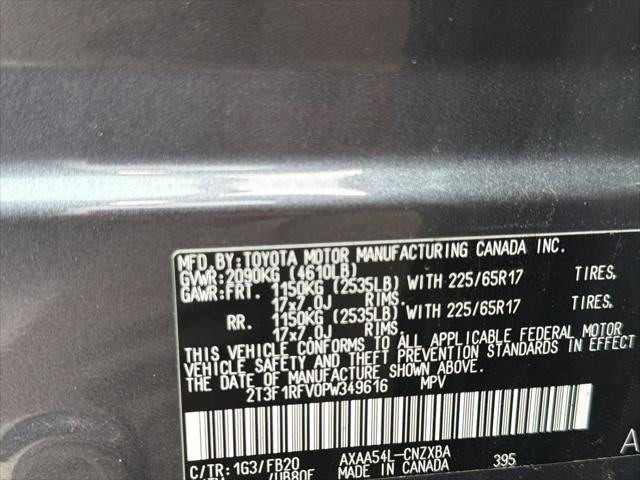 MFD.BY:TOYOTA MOTOR MANUFACTURING CANADA INC.
GVWR:2090KG (4610LB)
GAWR:FRT. 1150KG (2535LB) WITH 225/65R17 TIRES.
17x7.0J RIMS.
RR. 1150KG (2535LB) WITH 225/65R17 TIRES.
17x7.0J RIMS.
THIS VEHICLE CONFORMS TO ALL APPLICABLE FEDERAL MOTOR
VEHICLE SAFETY AND THEFT PREVENTION STANDARDS IN EFFECT
ON THE DATE OF MANUFACTURE SHOWN ABOVE.
2T3F1RFV0PW349616 MPV
C/TR:1G3/FB20 AXAA54L-CNZXBA
MADE IN CANADA 395
A